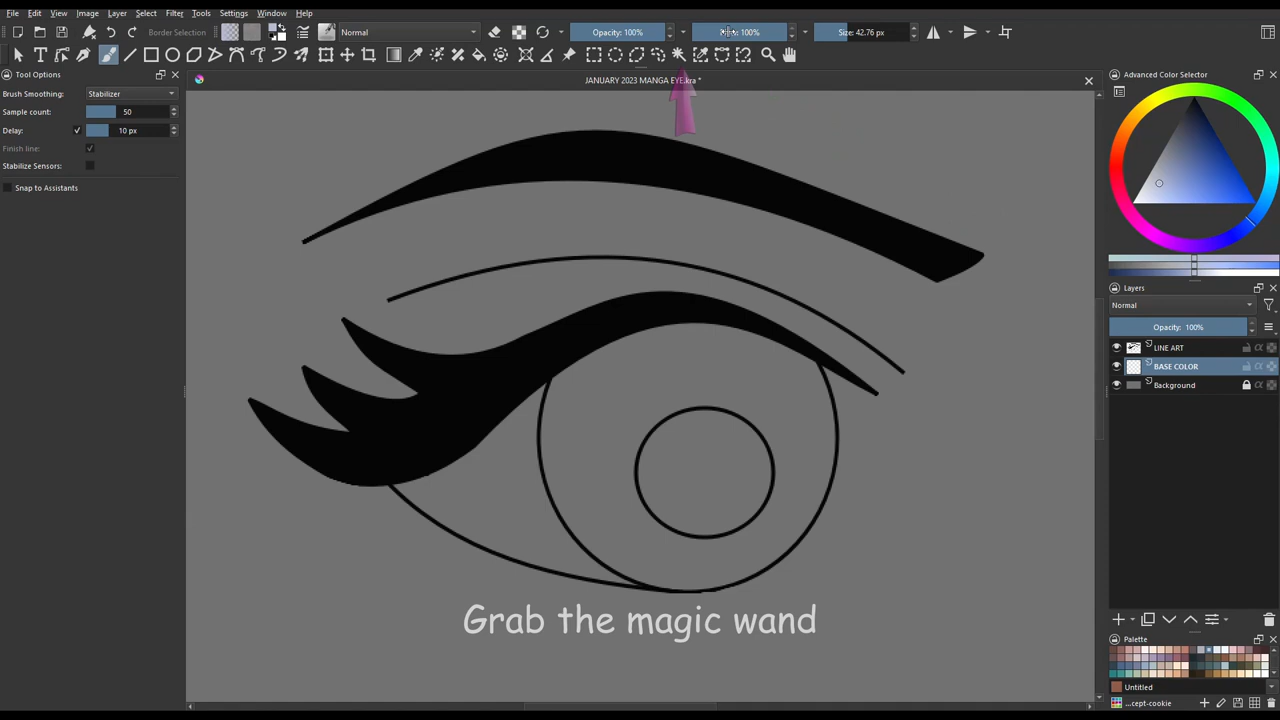 File Edit View Image Layer Select Filter Tools Settings Window Help
Border Selection Normal Opacity: 100% 100% Size: 42.76 px
Tool Options
JANUARY 2023 MANGA EYE.kra *
Advanced Color Selector
Brush Smoothing: Stabilizer
Sample count: 50
Delay: 10 px
Finish line:
Stabilize Sensors:
Snap to Assistants
Layers
Normal
Opacity: 100%
LINE ART
BASE COLOR
Background
Grab the magic wand
Palette
Untitled
...cept-cookie